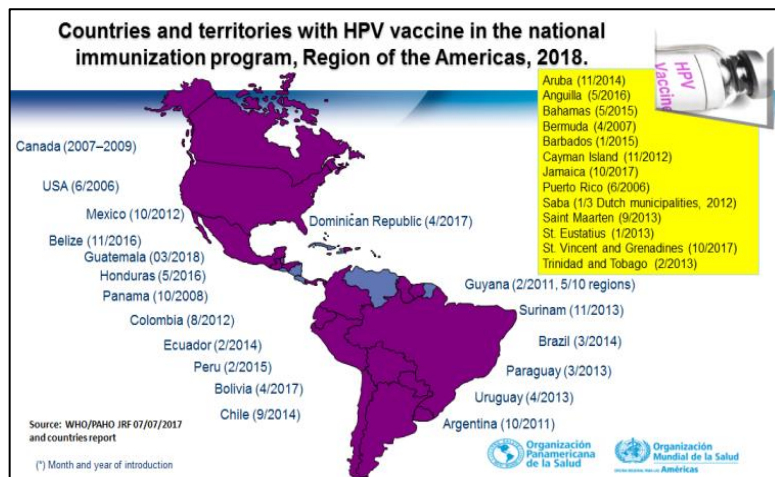 Countries and territories with HPV vaccine in the national
immunization program, Region of the Americas, 2018.
HPV
Vaccine
Aruba (11/2014)
Anguilla (5/2016)
Bahamas (5/2015)
Bermuda (4/2007)
Barbados (1/2015)
Cayman Island (11/2012)
Jamaica (10/2017)
Puerto Rico (6/2006)
Saba (1/3 Dutch municipalities, 2012)
Saint Maarten (9/2013)
St. Eustatius (1/2013)
St. Vincent and Grenadines (10/2017)
Trinidad and Tobago (2/2013)
Canada (2007–2009)
USA (6/2006)
Mexico (10/2012)
Dominican Republic (4/2017)
Belize (11/2016)
Guatemala (03/2018)
Honduras (5/2016)
Panama (10/2008)
Colombia (8/2012)
Ecuador (2/2014)
Peru (2/2015)
Bolivia (4/2017)
Chile (9/2014)
Guyana (2/2011, 5/10 regions)
Surinam (11/2013)
Brazil (3/2014)
Paraguay (3/2013)
Uruguay (4/2013)
Argentina (10/2011)
Source: WHO/PAHO JRF 07/07/2017
and countries report
(*) Month and year of introduction
Organización
Panamericana
de la Salud
Organización
Mundial de la Salud
Américas